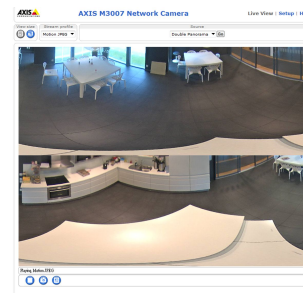 AXIS
AXIS M3007 Network Camera
Live View | Setup | H
View size
Stream profile
Source
Motion JPEG
Double Panorama
Go
Playing Motion JPEG